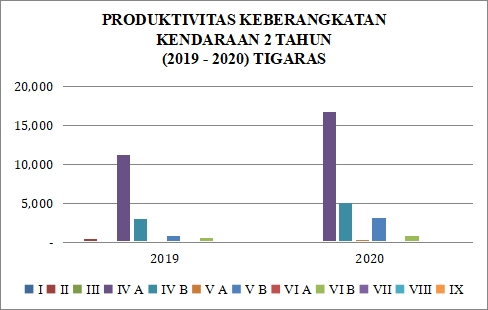 PRODUKTIVITAS KEBERANGKATAN
KENDARAAN 2 TAHUN
(2019 - 2020) TIGARAS
20,000
15,000
10,000
5,000
-
2019 2020
I II III IV A IV B V A V B VI A VI B VII VIII IX